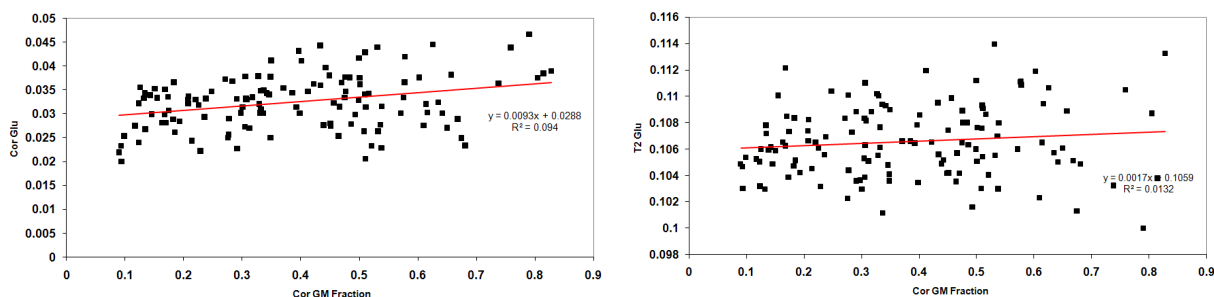 0.05
0.045
0.04
0.035
0.03
0.025
0.02
0.015
0.01
0.005
0
Cor Glu
y = 0.0093x + 0.0288
R² = 0.094
0 0.1 0.2 0.3 0.4 0.5 0.6 0.7 0.8 0.9
Cor GM Fraction
0.116
0.114
0.112
0.11
0.108
0.106
0.104
0.102
0.1
0.098
T2 Glu
y = 0.0017x + 0.1059
R² = 0.0132
0 0.1 0.2 0.3 0.4 0.5 0.6 0.7 0.8 0.9
Cor GM Fraction